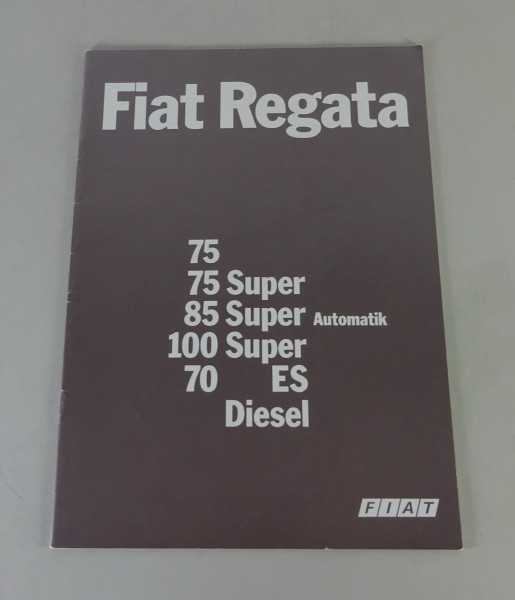 Fiat Regata
75
75 Super
85 Super Automatik
100 Super
70 ES
Diesel
FIAT